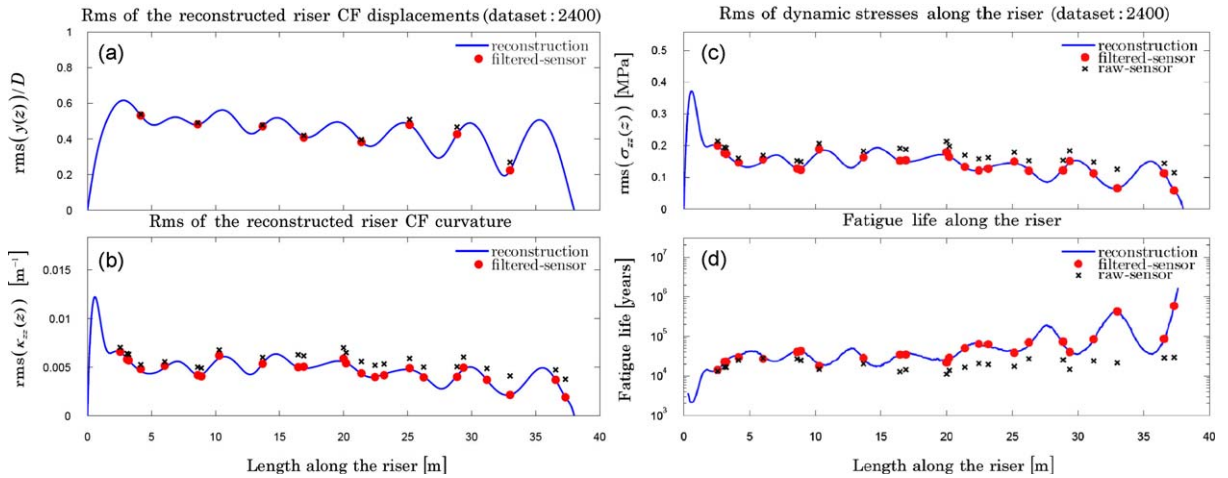 Rms of the reconstructed riser CF displacements (dataset: 2400)
(a)
reconstruction
filtered-sensor
rms(y(z))/D
1
0.8
0.6
0.4
0.2
0
Rms of the reconstructed riser CF curvature
(b)
reconstruction
filtered-sensor
rms(κzz(z)) [m⁻¹]
0.015
0.01
0.005
0
0 5 10 15 20 25 30 35 40
Length along the riser [m]
Rms of dynamic stresses along the riser (dataset: 2400)
(c)
reconstruction
filtered-sensor
raw-sensor
rms(σzz(z)) [MPa]
0.5
0.4
0.3
0.2
0.1
0
Fatigue life along the riser
(d)
reconstruction
filtered-sensor
raw-sensor
Fatigue life [years]
10⁷
10⁶
10⁵
10⁴
10³
0 5 10 15 20 25 30 35 40
Length along the riser [m]